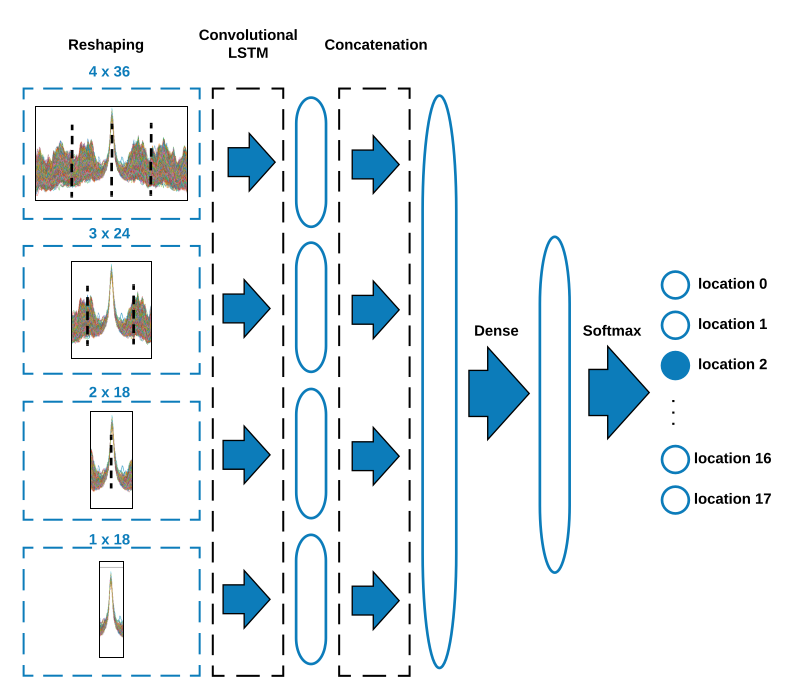 Reshaping
Convolutional
LSTM
Concatenation
4 x 36
3 x 24
2 x 18
1 x 18
Dense
Softmax
location 0
location 1
location 2
location 16
location 17